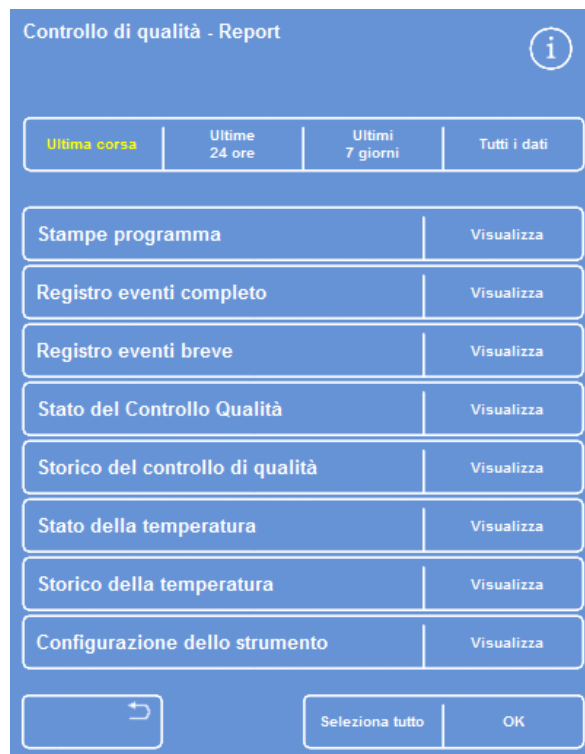 Controllo di qualità - Report
i
Ultima corsa
Ultime
24 ore
Ultimi
7 giorni
Tutti i dati
Stampe programma
Visualizza
Registro eventi completo
Visualizza
Registro eventi breve
Visualizza
Stato del Controllo Qualità
Visualizza
Storico del controllo di qualità
Visualizza
Stato della temperatura
Visualizza
Storico della temperatura
Visualizza
Configurazione dello strumento
Visualizza
Seleziona tutto
OK